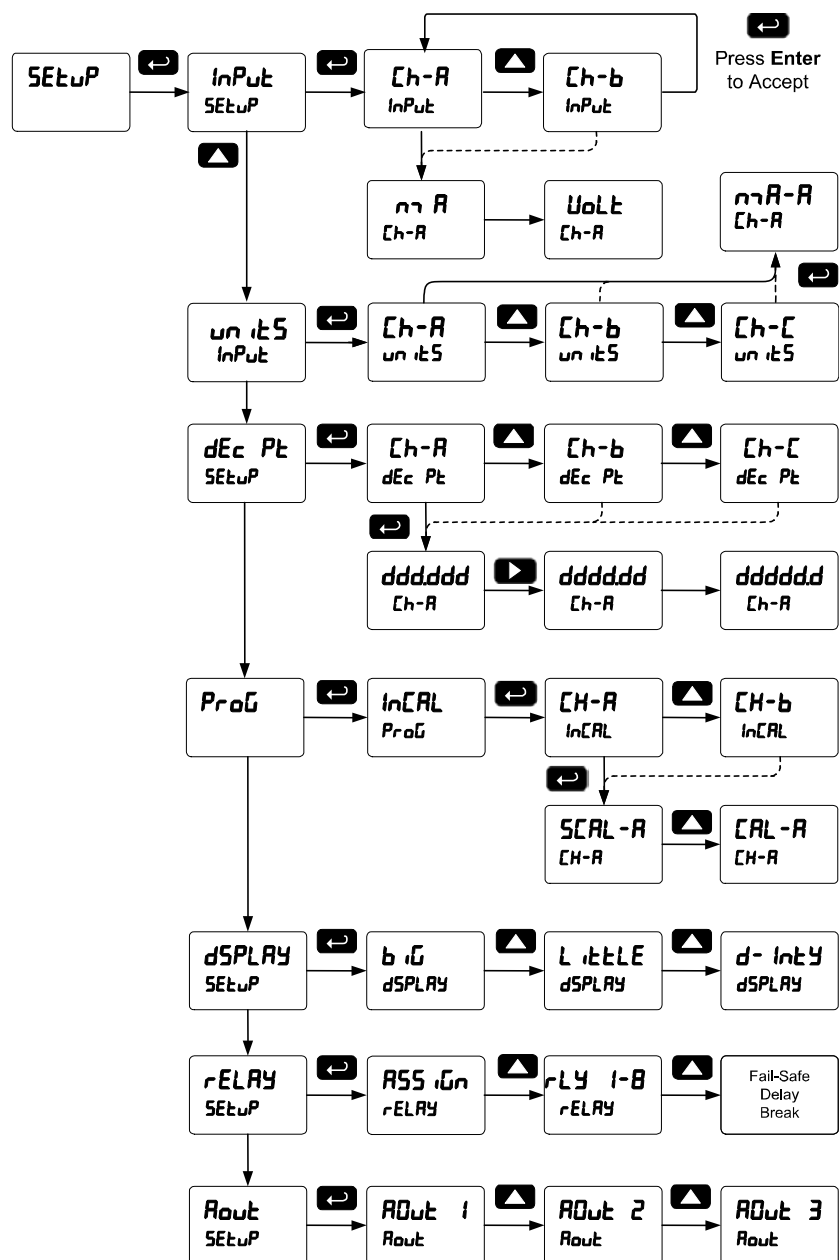 Press Enter
to Accept
SEtuP
InPut
SEtuP
Ch-A
InPut
Ch-b
InPut
mA
Ch-A
VoLt
Ch-A
mA-A
Ch-A
unitS
InPut
Ch-A
unitS
Ch-b
unitS
Ch-C
unitS
dEc Pt
SEtuP
Ch-A
dEc Pt
Ch-b
dEc Pt
Ch-C
dEc Pt
ddd.ddd
Ch-A
dddd.dd
Ch-A
ddddd.d
Ch-A
ProG
InCAL
ProG
CH-A
InCAL
CH-b
InCAL
SCAL-A
CH-A
CAL-A
CH-A
dSPLAY
SEtuP
biG
dSPLAY
LittLE
dSPLAY
d-IntY
dSPLAY
rELAY
SEtuP
ASSiGn
rELAY
rLY 1-8
rELAY
Fail-Safe
Delay
Break
Aout
SEtuP
AOut 1
Aout
AOut 2
Aout
AOut 3
Aout